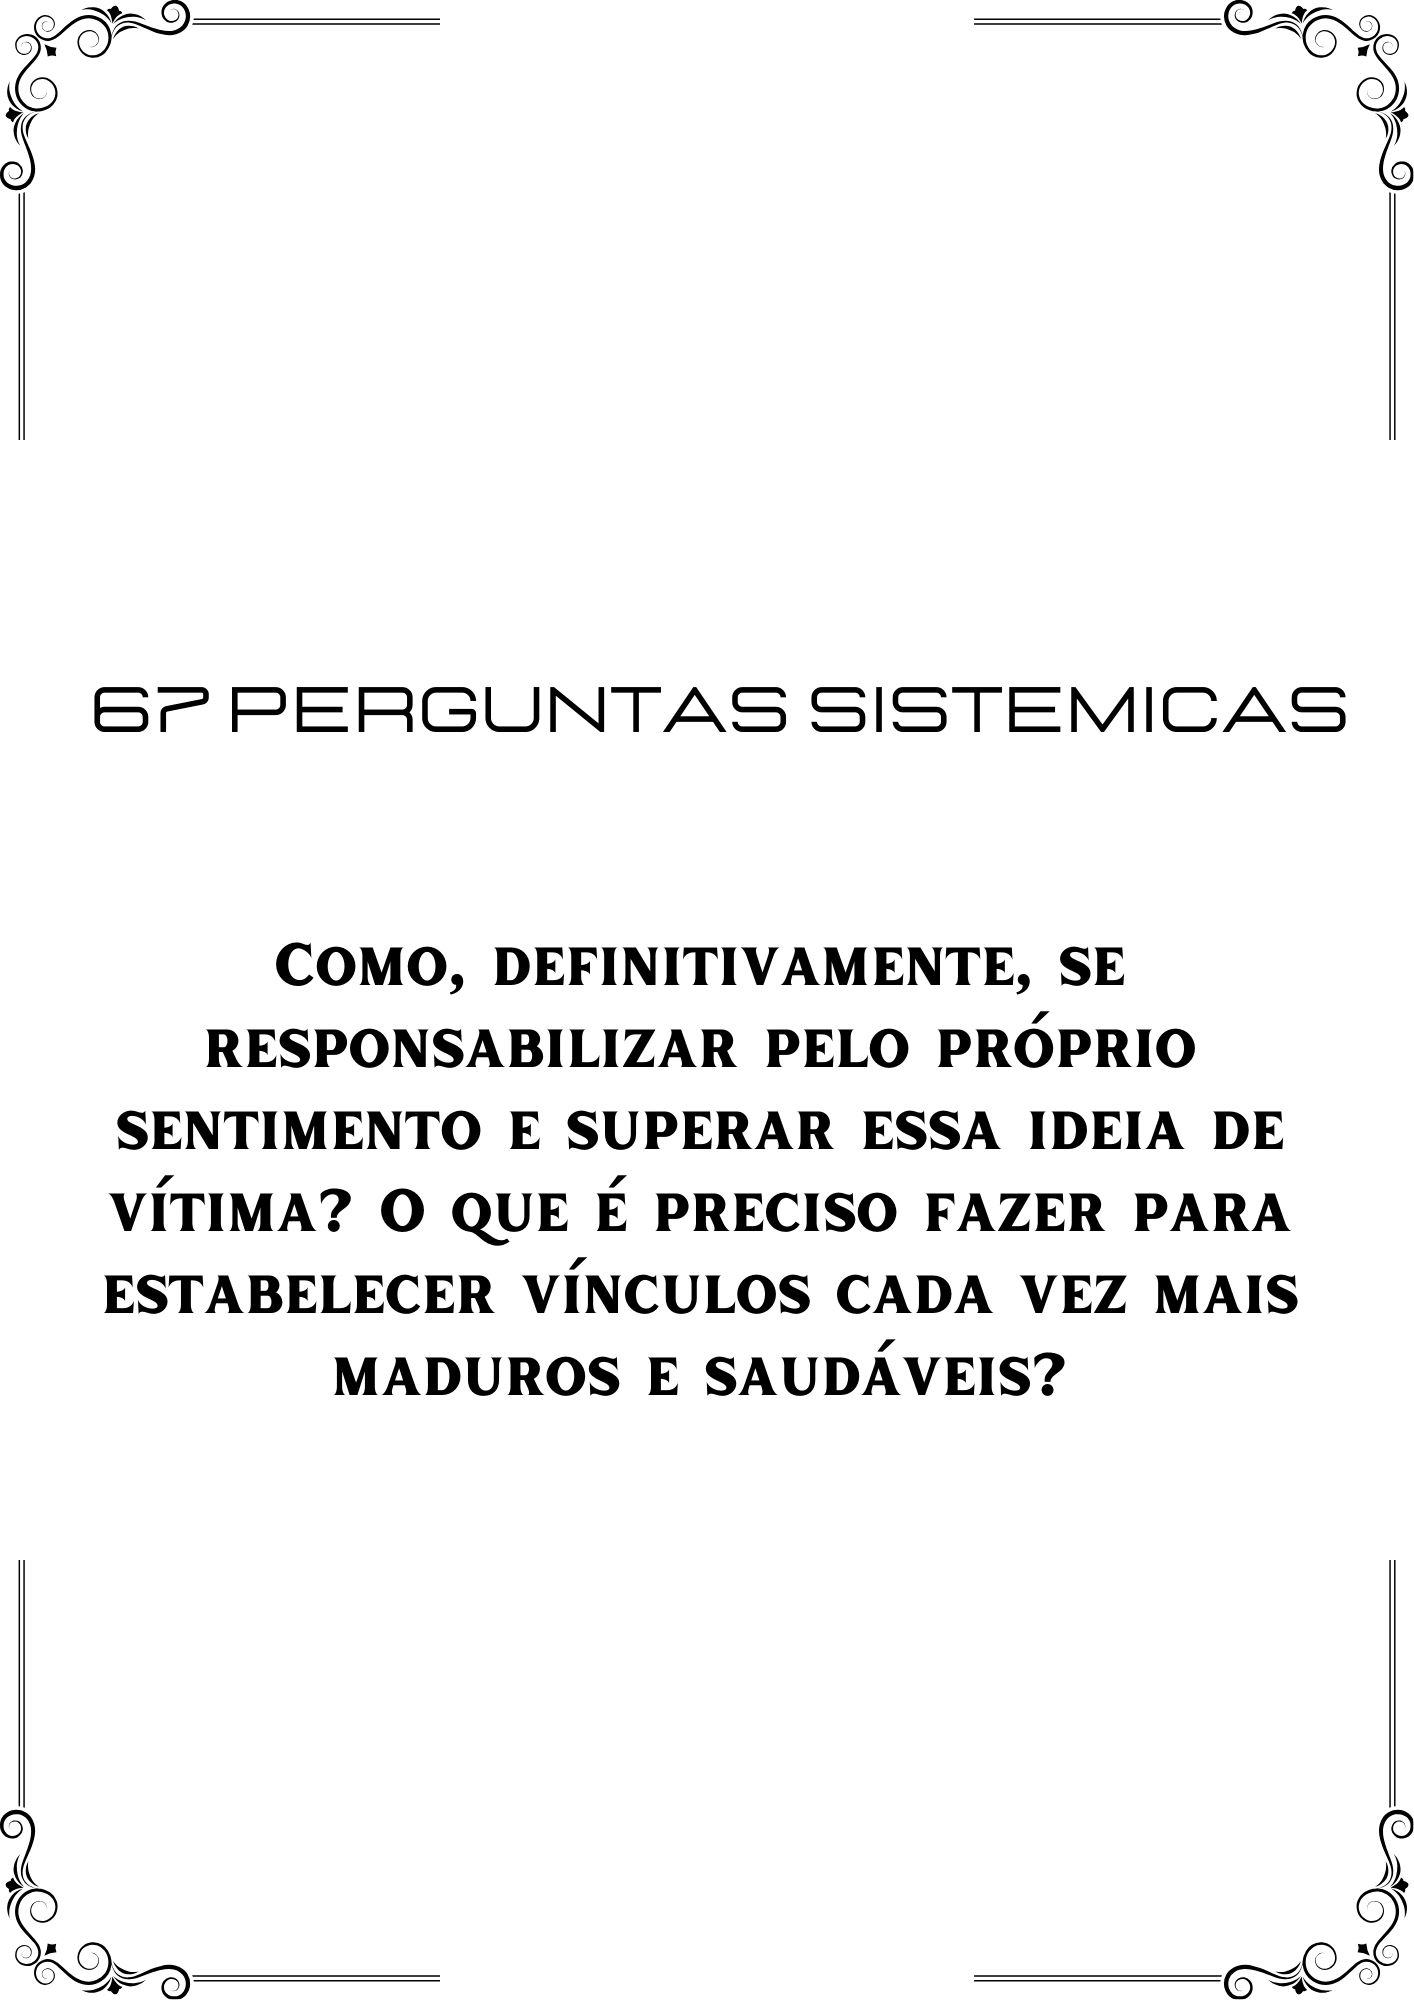 67 PERGUNTAS SISTEMICAS
Como, definitivamente, se
responsabilizar pelo próprio
sentimento e superar essa ideia de
vítima? O que é preciso fazer para
estabelecer vínculos cada vez mais
maduros e saudáveis?